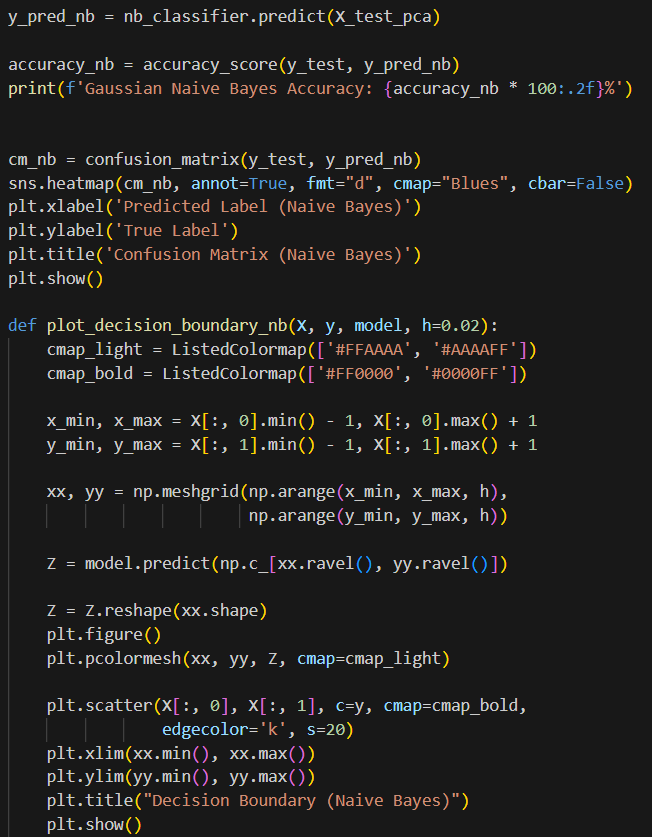 y_pred_nb = nb_classifier.predict(X_test_pca)
accuracy_nb = accuracy_score(y_test, y_pred_nb)
print(f'Gaussian Naive Bayes Accuracy: {accuracy_nb * 100:.2f}%')
cm_nb = confusion_matrix(y_test, y_pred_nb)
sns.heatmap(cm_nb, annot=True, fmt="d", cmap="Blues", cbar=False)
plt.xlabel('Predicted Label (Naive Bayes)')
plt.ylabel('True Label')
plt.title('Confusion Matrix (Naive Bayes)')
plt.show()
def plot_decision_boundary_nb(X, y, model, h=0.02):
    cmap_light = ListedColormap(['#FFAAAA', '#AAAAFF'])
    cmap_bold = ListedColormap(['#FF0000', '#0000FF'])
    x_min, x_max = X[:, 0].min() - 1, X[:, 0].max() + 1
    y_min, y_max = X[:, 1].min() - 1, X[:, 1].max() + 1
    xx, yy = np.meshgrid(np.arange(x_min, x_max, h),
                         np.arange(y_min, y_max, h))
    Z = model.predict(np.c_[xx.ravel(), yy.ravel()])
    Z = Z.reshape(xx.shape)
    plt.figure()
    plt.pcolormesh(xx, yy, Z, cmap=cmap_light)
    plt.scatter(X[:, 0], X[:, 1], c=y, cmap=cmap_bold,
                edgecolor='k', s=20)
    plt.xlim(xx.min(), xx.max())
    plt.ylim(yy.min(), yy.max())
    plt.title("Decision Boundary (Naive Bayes)")
    plt.show()